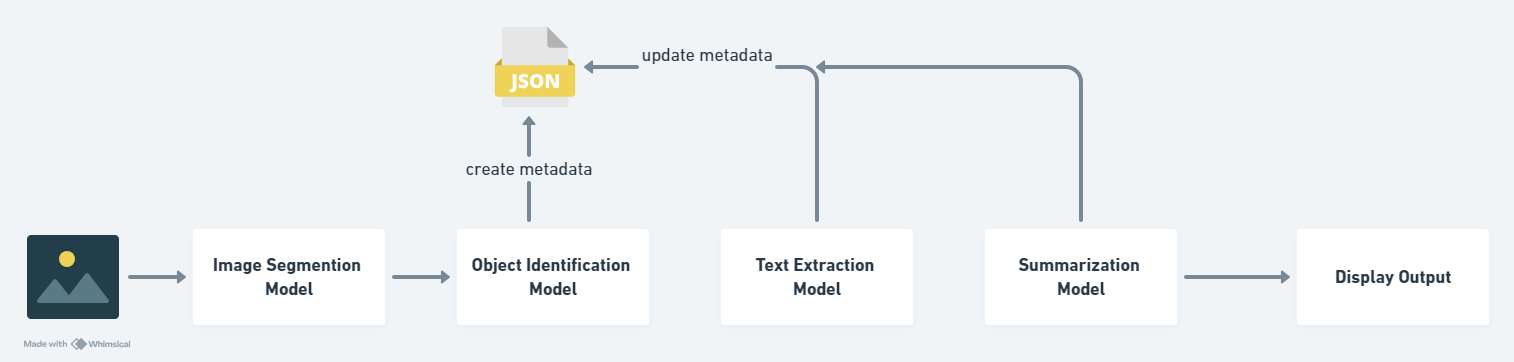 update metadata
JSON
create metadata
Image Segmention
Model
Object Identification
Model
Text Extraction
Model
Summarization
Model
Display Output
Made with Whimsical